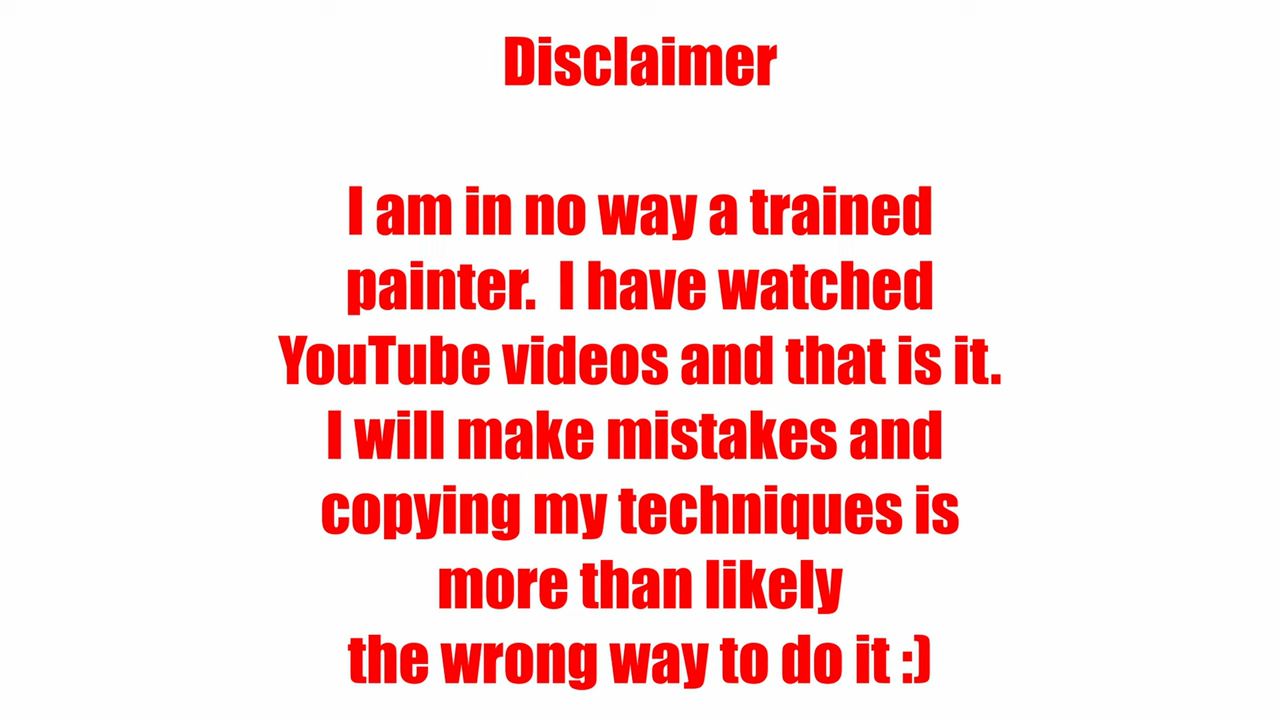 Disclaimer
I am in no way a trained
painter.  I have watched
YouTube videos and that is it.
I will make mistakes and
copying my techniques is
more than likely
the wrong way to do it :)